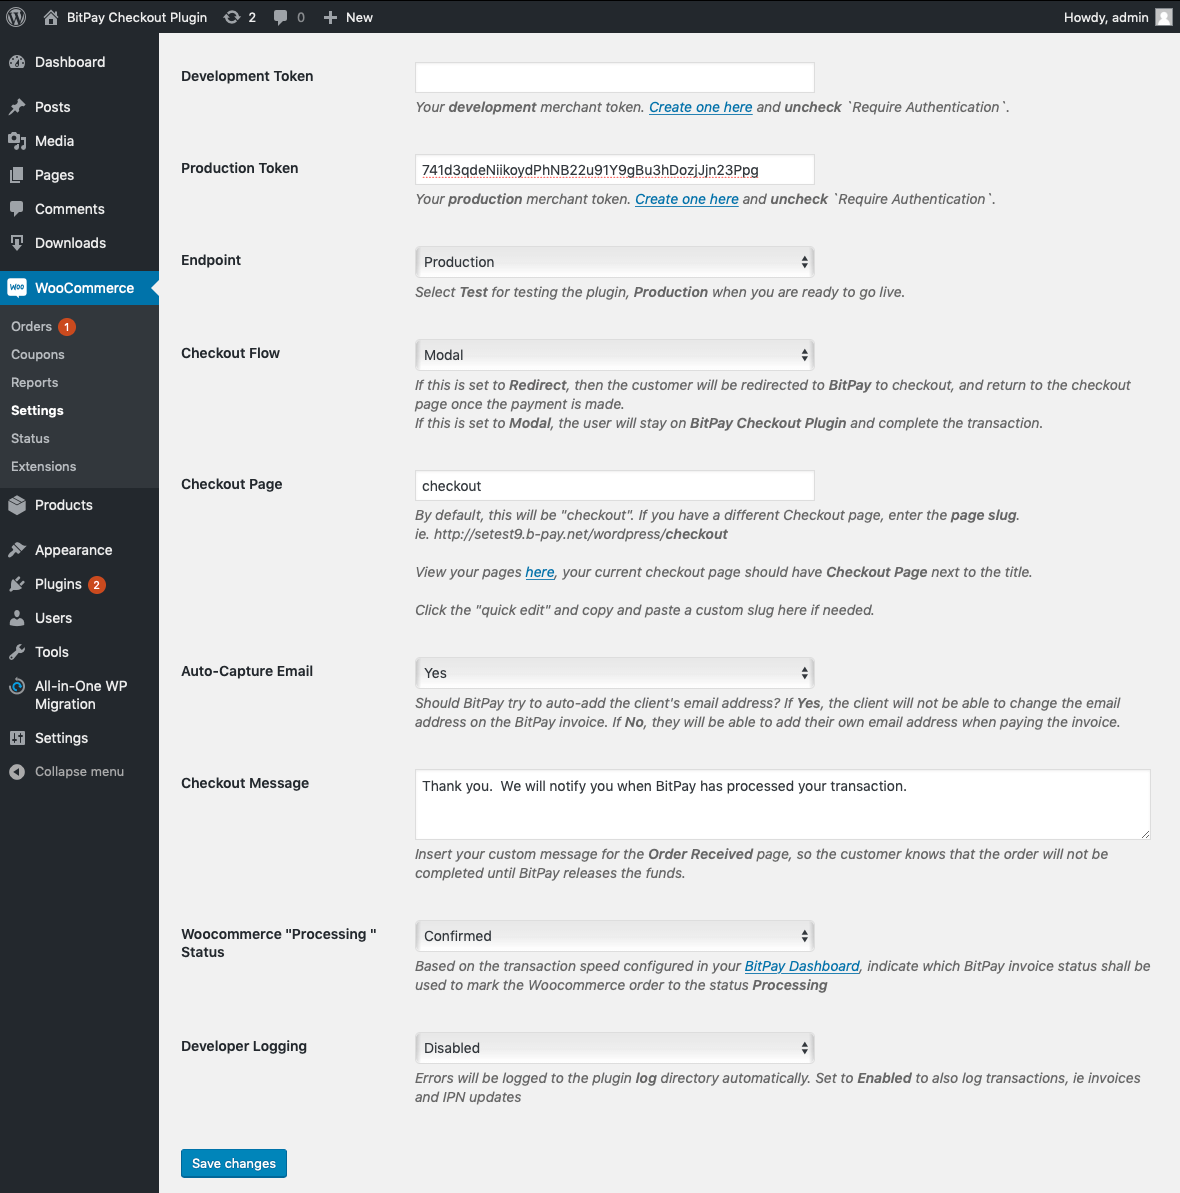 BitPay Checkout Plugin 2 0 New Howdy, admin
Dashboard
Posts
Media
Pages
Comments
Downloads
WooCommerce
Orders 1
Coupons
Reports
Settings
Status
Extensions
Products
Appearance
Plugins 2
Users
Tools
All-in-One WP
Migration
Settings
Collapse menu
Development Token
Your development merchant token. Create one here and uncheck `Require Authentication`.
Production Token
741d3qdeNiikoydPhNB22u91Y9gBu3hDozjJjn23Ppg
Your production merchant token. Create one here and uncheck `Require Authentication`.
Endpoint
Production
Select Test for testing the plugin, Production when you are ready to go live.
Checkout Flow
Modal
If this is set to Redirect, then the customer will be redirected to BitPay to checkout, and return to the checkout
page once the payment is made.
If this is set to Modal, the user will stay on BitPay Checkout Plugin and complete the transaction.
Checkout Page
checkout
By default, this will be "checkout". If you have a different Checkout page, enter the page slug.
ie. http://setest9.b-pay.net/wordpress/checkout
View your pages here, your current checkout page should have Checkout Page next to the title.
Click the "quick edit" and copy and paste a custom slug here if needed.
Auto-Capture Email
Yes
Should BitPay try to auto-add the client's email address? If Yes, the client will not be able to change the email
address on the BitPay invoice. If No, they will be able to add their own email address when paying the invoice.
Checkout Message
Thank you.  We will notify you when BitPay has processed your transaction.
Insert your custom message for the Order Received page, so the customer knows that the order will not be
completed until BitPay releases the funds.
Woocommerce "Processing "
Status
Confirmed
Based on the transaction speed configured in your BitPay Dashboard, indicate which BitPay invoice status shall be
used to mark the Woocommerce order to the status Processing
Developer Logging
Disabled
Errors will be logged to the plugin log directory automatically. Set to Enabled to also log transactions, ie invoices
and IPN updates
Save changes